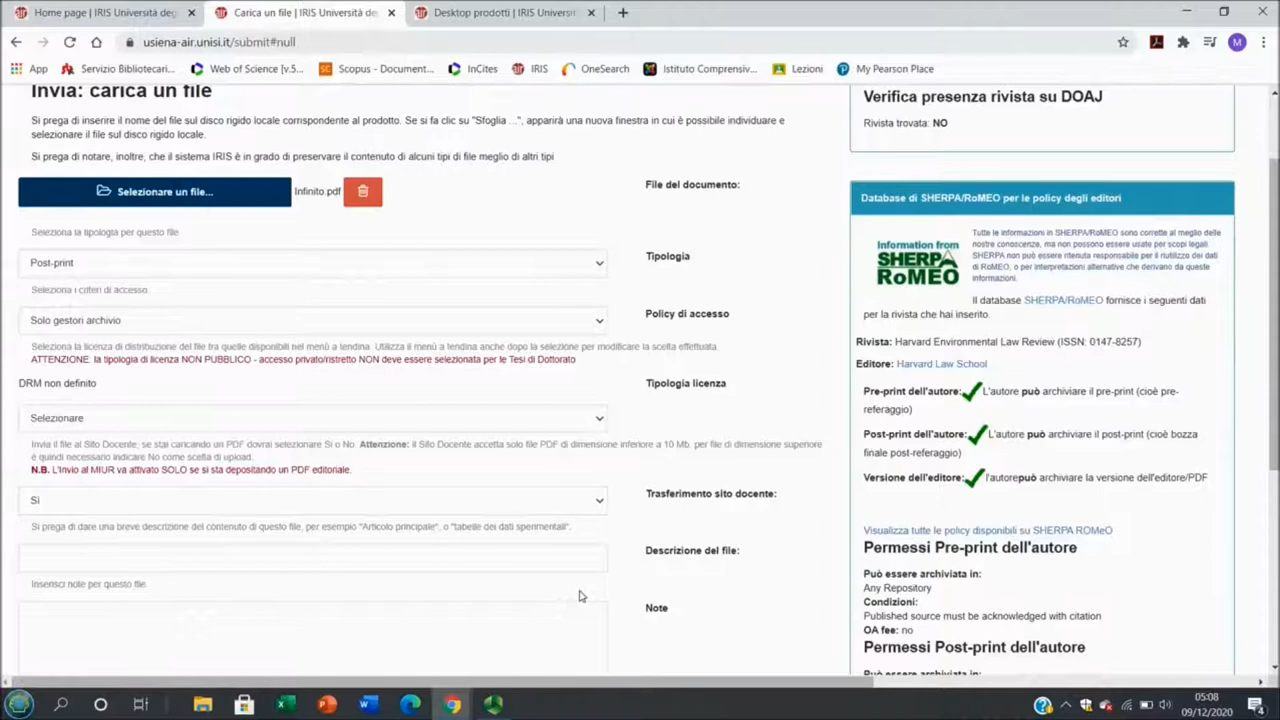 Home page | IRIS Università deg
Carica un file | IRIS Università de
Desktop prodotti | IRIS Universit
usiena-air.unisi.it/submit#null
M
App
Servizio Bibliotecari...
Web of Science [v.5...
Scopus - Document...
InCites
IRIS
OneSearch
Istituto Comprensiv...
Lezioni
My Pearson Place
Invia: carica un file
Si prega di inserire il nome del file sul disco rigido locale corrispondente al prodotto. Se si fa clic su "Sfoglia ...", apparirà una nuova finestra in cui è possibile individuare e
selezionare il file sul disco rigido locale.
Si prega di notare, inoltre, che il sistema IRIS è in grado di preservare il contenuto di alcuni tipi di file meglio di altri tipi
Selezionare un file...
Infinito.pdf
File del documento:
Seleziona la tipologia per questo file
Post-print
Tipologia
Seleziona i criteri di accesso.
Solo gestori archivio
Policy di accesso
Seleziona la licenza di distribuzione del file tra quelle disponibili nel menù a tendina. Utilizza il menù a tendina anche dopo la selezione per modificare la scelta effettuata.
ATTENZIONE: la tipologia di licenza NON PUBBLICO - accesso privato/ristretto NON deve essere selezionata per le Tesi di Dottorato
DRM non definito
Tipologia licenza
Selezionare
Invia il file al Sito Docente; se stai caricando un PDF dovrai selezionare Sì o No. Attenzione: il Sito Docente accetta solo file PDF di dimensione inferiore a 10 Mb, per file di dimensione superiore
è quindi necessario indicare No come scelta di upload.
N.B. L'Invio al MIUR va attivato SOLO se si sta depositando un PDF editoriale.
Sì
Trasferimento sito docente:
Si prega di dare una breve descrizione del contenuto di questo file, per esempio "Articolo principale", o "tabelle dei dati sperimentali".
Descrizione del file:
Inserisci note per questo file.
Note
Verifica presenza rivista su DOAJ
Rivista trovata: NO
Database di SHERPA/RoMEO per le policy degli editori
Information from
SHERPA
RoMEO
Tutte le informazioni in SHERPA/RoMEO sono corrette al meglio delle
nostre conoscenze, ma non possono essere usate per scopi legali.
SHERPA non può essere ritenuta responsabile per il riutilizzo dei dati
di RoMEO, o per interpretazioni alternative che derivano da queste
informazioni.
Il database SHERPA/RoMEO fornisce i seguenti dati
per la rivista che hai inserito.
Rivista: Harvard Environmental Law Review (ISSN: 0147-8257)
Editore: Harvard Law School
Pre-print dell'autore: L'autore può archiviare il pre-print (cioè pre-
referaggio)
Post-print dell'autore: L'autore può archiviare il post-print (cioè bozza
finale post-referaggio)
Versione dell'editore: l'autorepuò archiviare la versione dell'editore/PDF
Visualizza tutte le policy disponibili su SHERPA ROMeO
Permessi Pre-print dell'autore
Può essere archiviata in:
Any Repository
Condizioni:
Published source must be acknowledged with citation
OA fee: no
Permessi Post-print dell'autore
Può essere archiviata in:
05:08
09/12/2020
4